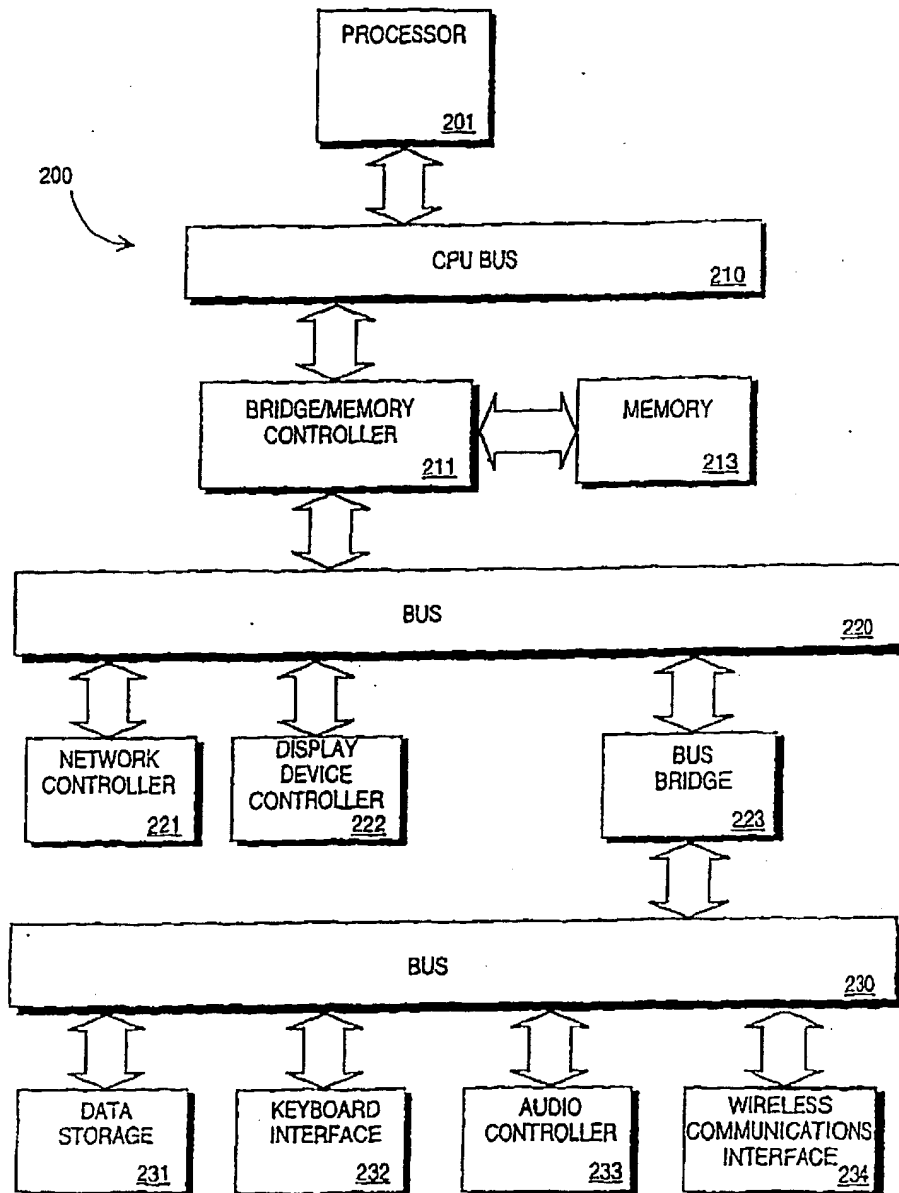 PROCESSOR
201
200
CPU BUS
210
BRIDGE/MEMORY
CONTROLLER
211
MEMORY
213
BUS
220
NETWORK
CONTROLLER
221
DISPLAY
DEVICE
CONTROLLER
222
BUS
BRIDGE
223
BUS
230
DATA
STORAGE
231
KEYBOARD
INTERFACE
232
AUDIO
CONTROLLER
233
WIRELESS
COMMUNICATIONS
INTERFACE
234